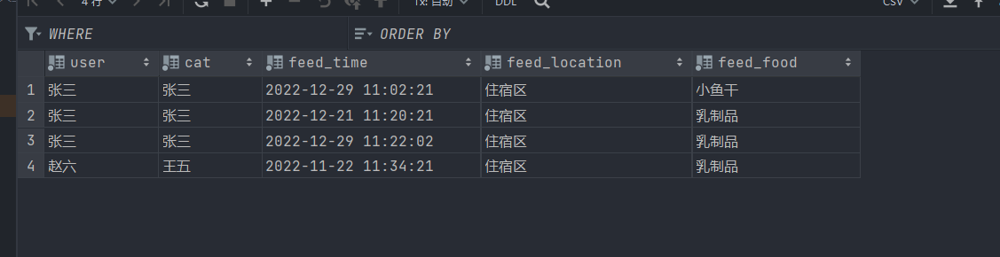 4 行 Tx: 自动 DDL CSV
WHERE ORDER BY
user cat feed_time feed_location feed_food
1 张三 张三 2022-12-29 11:02:21 住宿区 小鱼干
2 张三 张三 2022-12-21 11:20:21 住宿区 乳制品
3 张三 张三 2022-12-29 11:22:02 住宿区 乳制品
4 赵六 王五 2022-11-22 11:34:21 住宿区 乳制品